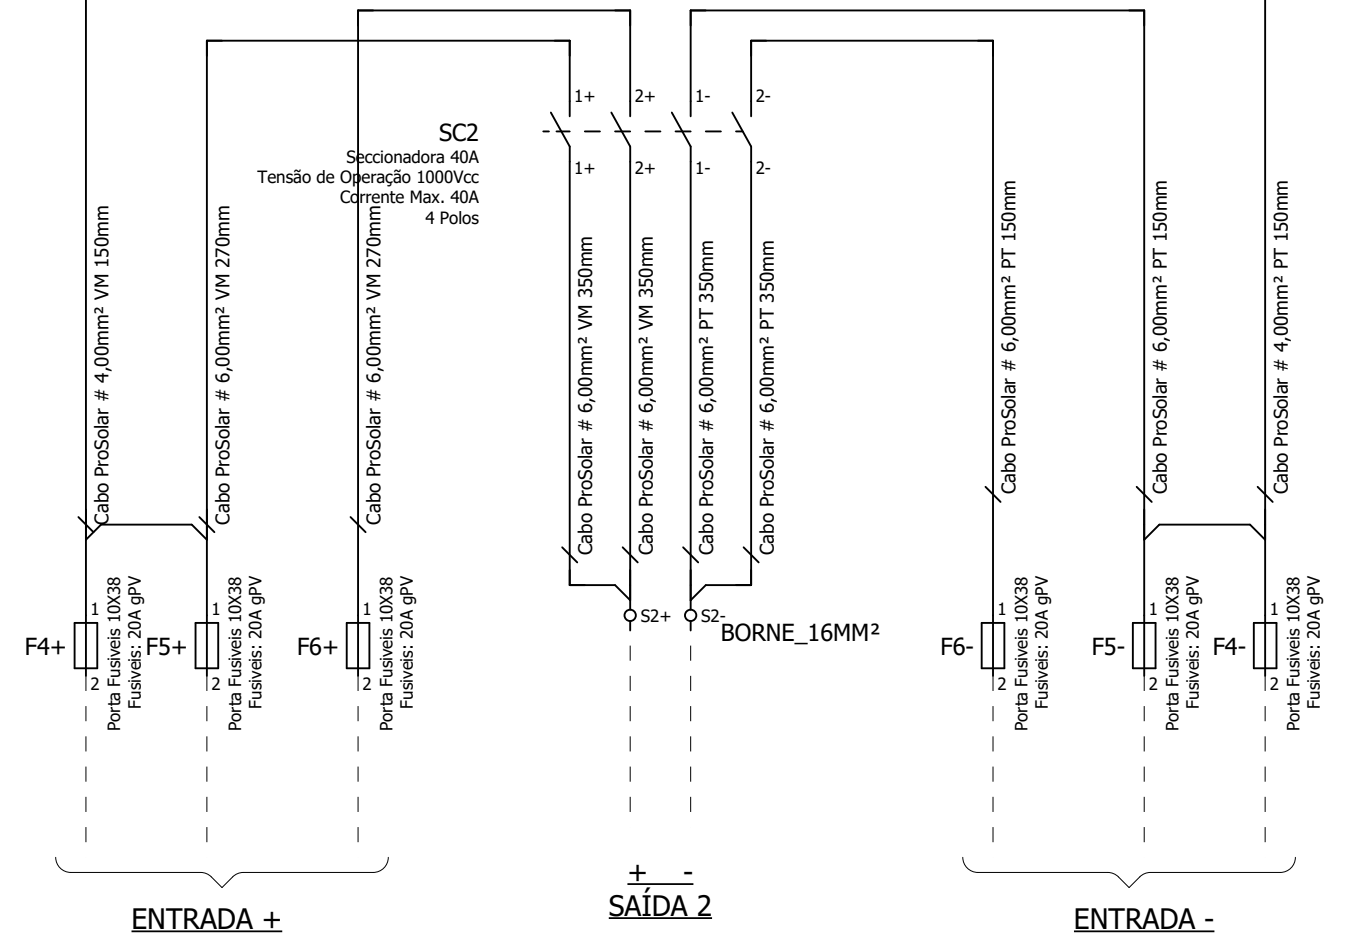 1+
2+
1-
2-
SC2
Seccionadora 40A
Tensão de Operação 1000Vcc
Corrente Max. 40A
4 Polos
1+
2+
1-
2-
Cabo ProSolar # 4,00mm² VM 150mm
Cabo ProSolar # 6,00mm² VM 270mm
Cabo ProSolar # 6,00mm² VM 270mm
Cabo ProSolar # 6,00mm² VM 350mm
Cabo ProSolar # 6,00mm² VM 350mm
Cabo ProSolar # 6,00mm² PT 350mm
Cabo ProSolar # 6,00mm² PT 350mm
Cabo ProSolar # 6,00mm² PT 150mm
Cabo ProSolar # 6,00mm² PT 150mm
Cabo ProSolar # 4,00mm² PT 150mm
F4+
1
2
Porta Fusiveis 10X38
Fusiveis: 20A gPV
F5+
1
2
Porta Fusiveis 10X38
Fusiveis: 20A gPV
F6+
1
2
Porta Fusiveis 10X38
Fusiveis: 20A gPV
S2+
S2-
BORNE_16MM²
F6-
1
2
Porta Fusiveis 10X38
Fusiveis: 20A gPV
F5-
1
2
Porta Fusiveis 10X38
Fusiveis: 20A gPV
F4-
1
2
Porta Fusiveis 10X38
Fusiveis: 20A gPV
ENTRADA +
+ -
SAÍDA 2
ENTRADA -